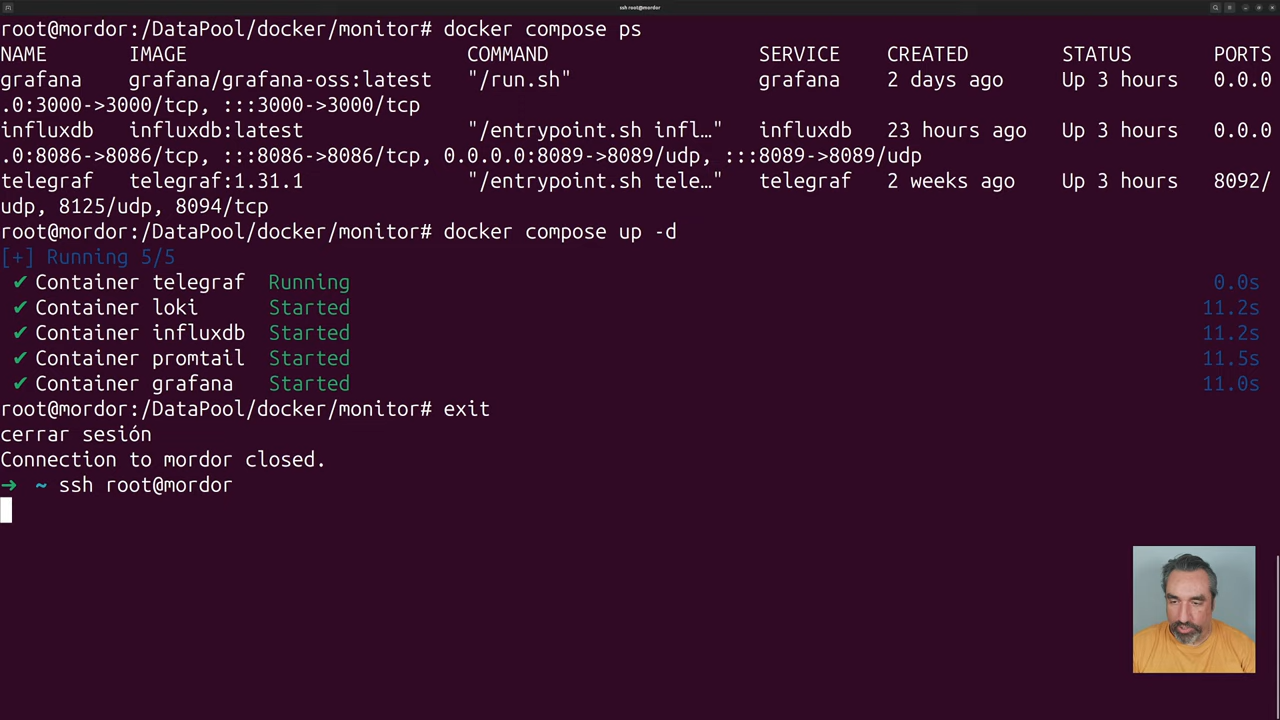 ssh root@mordor
root@mordor:/DataPool/docker/monitor# docker compose ps
NAME IMAGE COMMAND SERVICE CREATED STATUS PORTS
grafana grafana/grafana-oss:latest "/run.sh" grafana 2 days ago Up 3 hours 0.0.0
.0:3000->3000/tcp, :::3000->3000/tcp
influxdb influxdb:latest "/entrypoint.sh infl…" influxdb 23 hours ago Up 3 hours 0.0.0
.0:8086->8086/tcp, :::8086->8086/tcp, 0.0.0.0:8089->8089/udp, :::8089->8089/udp
telegraf telegraf:1.31.1 "/entrypoint.sh tele…" telegraf 2 weeks ago Up 3 hours 8092/
udp, 8125/udp, 8094/tcp
root@mordor:/DataPool/docker/monitor# docker compose up -d
[+] Running 5/5
✔ Container telegraf Running 0.0s
✔ Container loki Started 11.2s
✔ Container influxdb Started 11.2s
✔ Container promtail Started 11.5s
✔ Container grafana Started 11.0s
root@mordor:/DataPool/docker/monitor# exit
cerrar sesión
Connection to mordor closed.
➜ ~ ssh root@mordor